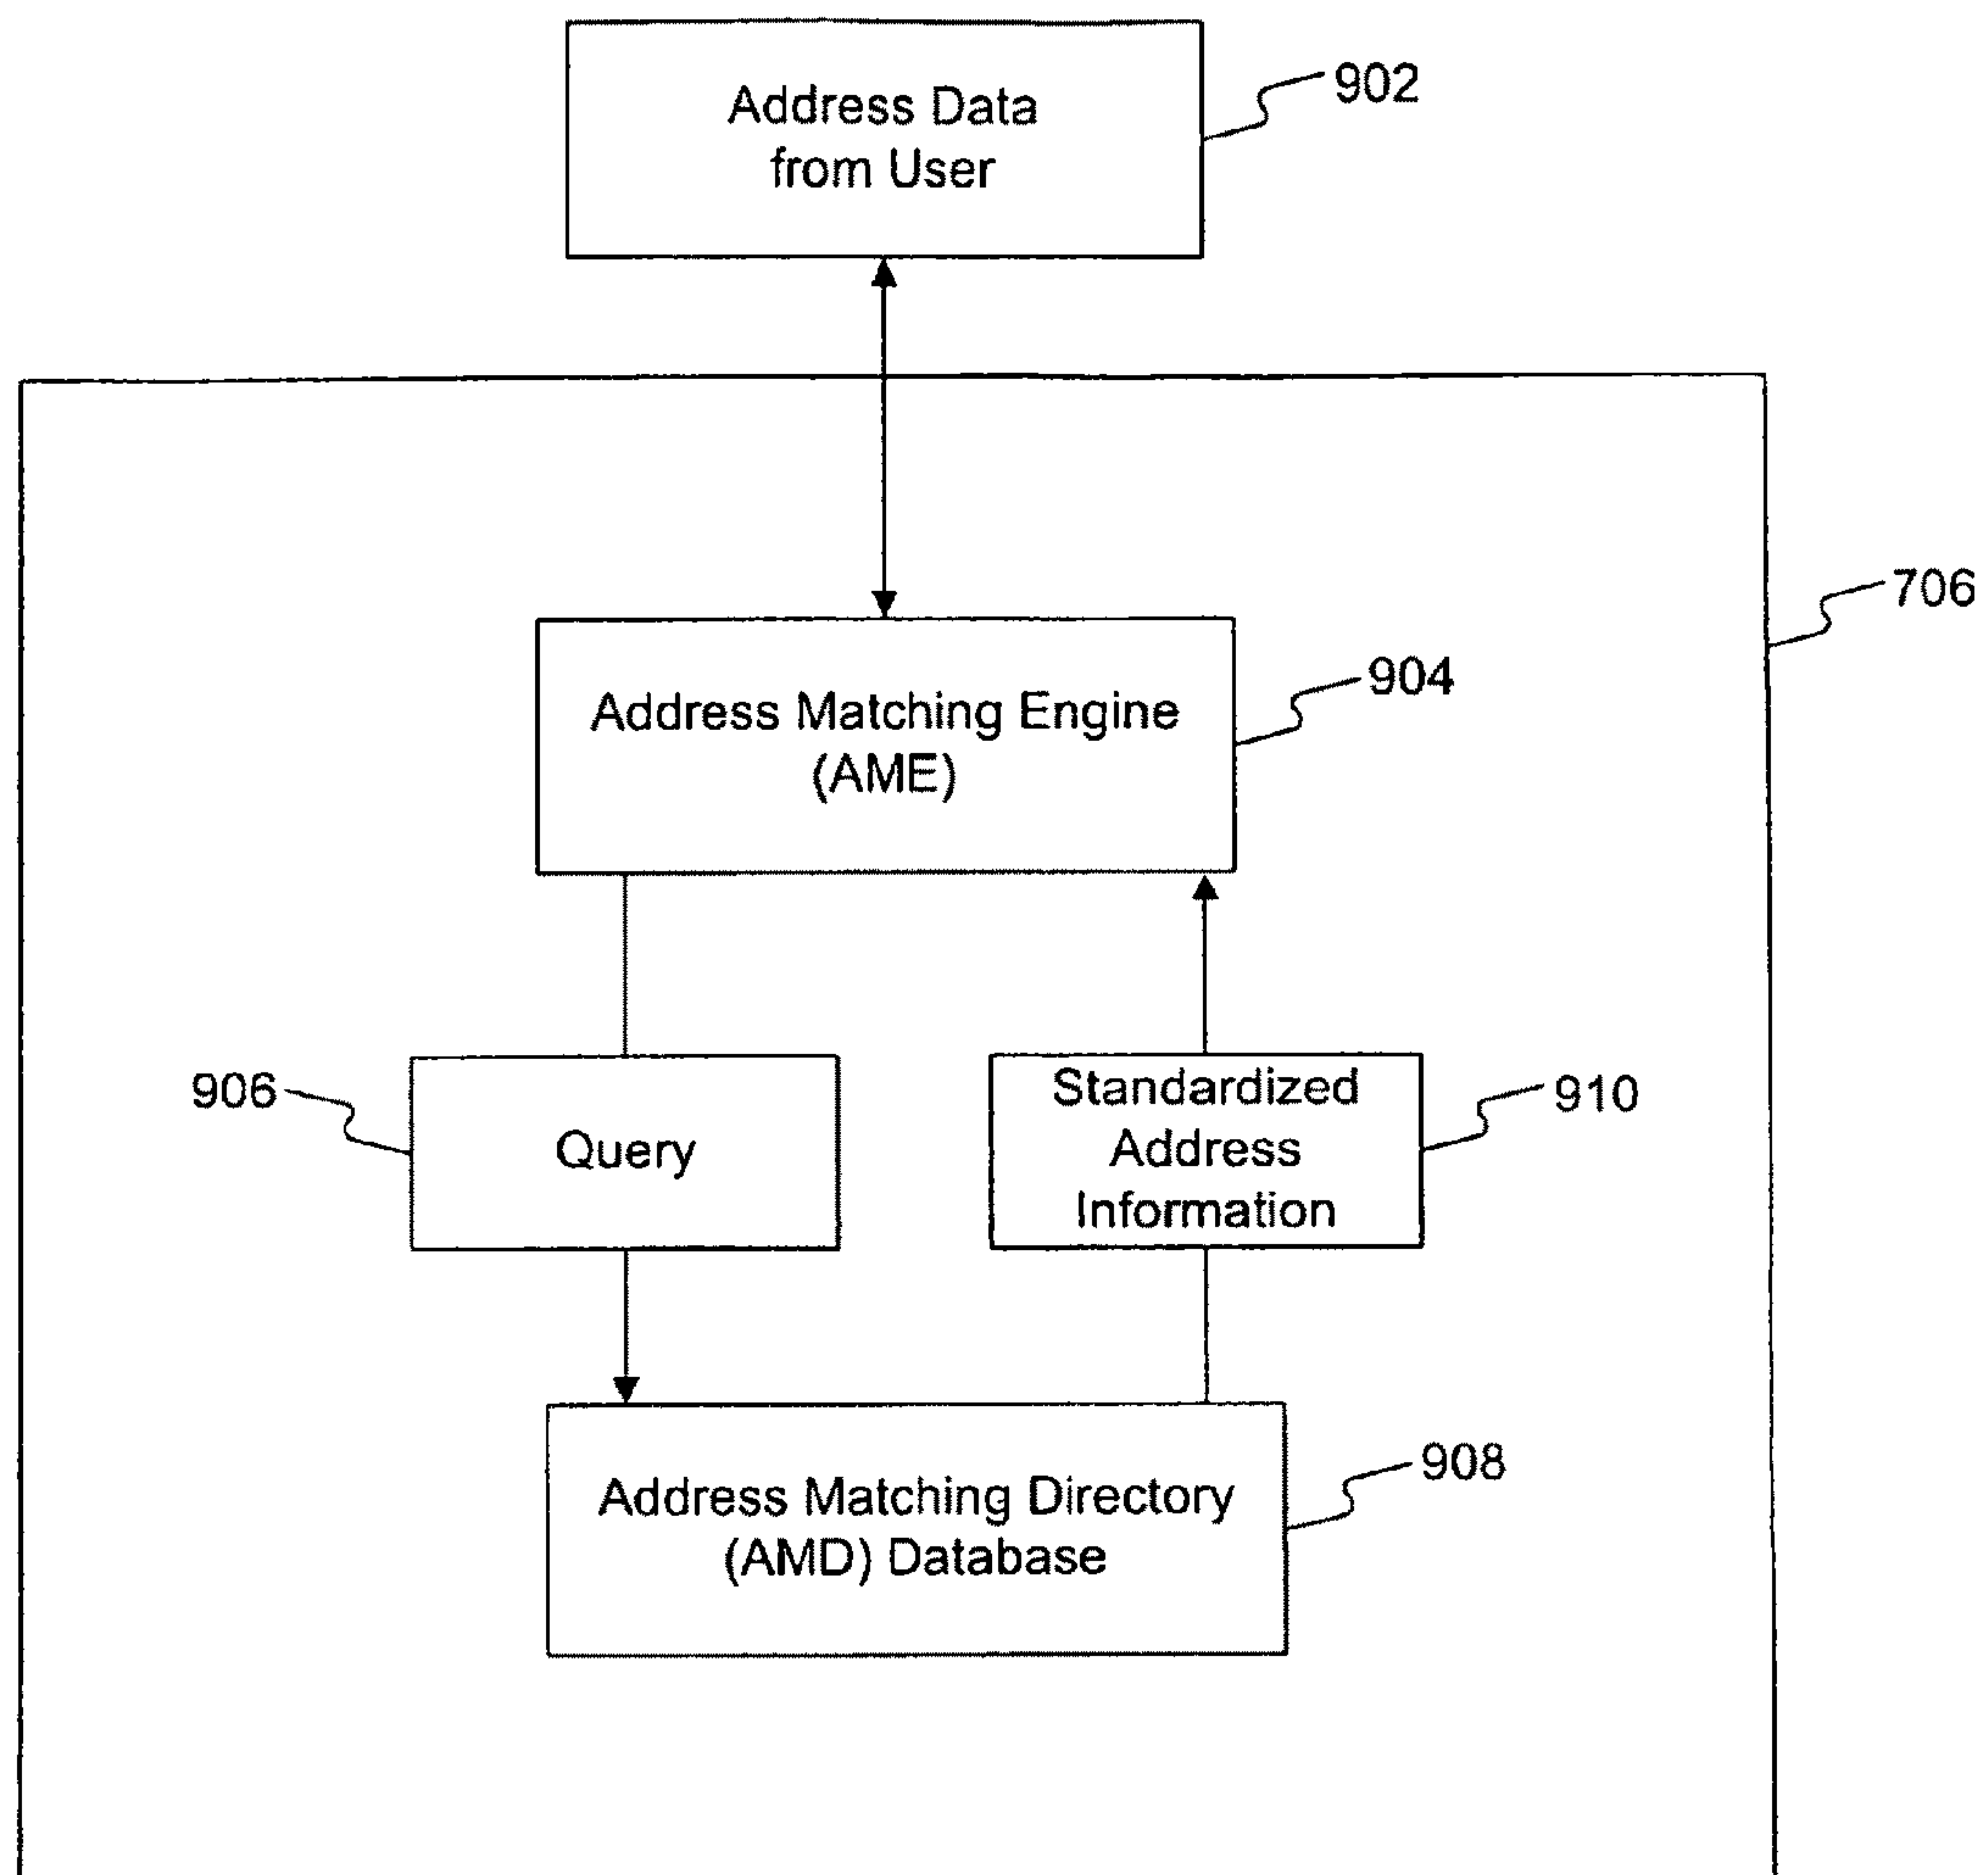 Address Data
from User
902
706
Address Matching Engine
(AME)
904
906
Query
Standardized
Address
Information
910
Address Matching Directory
(AMD) Database
908